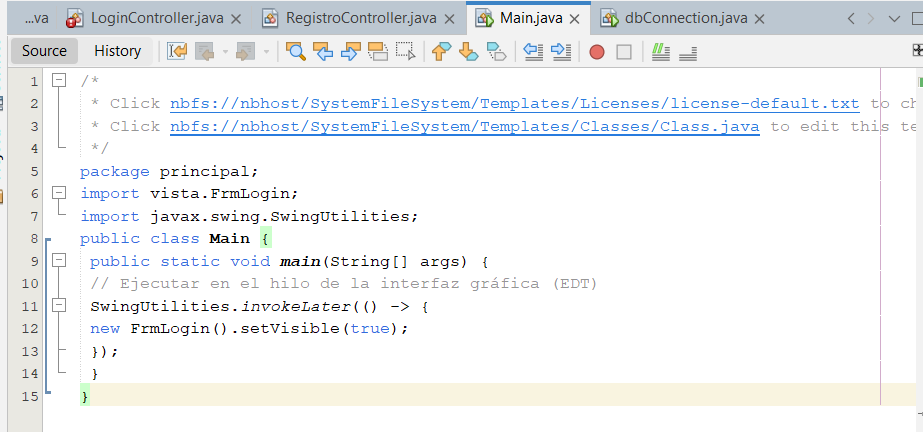 ...va LoginController.java RegistroController.java Main.java dbConnection.java
Source History
1 /*
2 * Click nbfs://nbhost/SystemFileSystem/Templates/Licenses/license-default.txt to ch
3 * Click nbfs://nbhost/SystemFileSystem/Templates/Classes/Class.java to edit this te
4 */
5 package principal;
6 import vista.FrmLogin;
7 import javax.swing.SwingUtilities;
8 public class Main {
9 public static void main(String[] args) {
10 // Ejecutar en el hilo de la interfaz gráfica (EDT)
11 SwingUtilities.invokeLater(() -> {
12 new FrmLogin().setVisible(true);
13 });
14 }
15 }